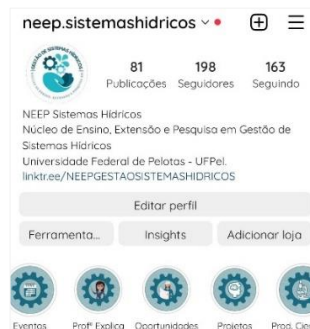 neep.sistemashidricos
81 198 163
Publicações Seguidores Seguindo
NEEP Sistemas Hídricos
Núcleo de Ensino, Extensão e Pesquisa em Gestão de
Sistemas Hídricos
Universidade Federal de Pelotas - UFPel.
linktr.ee/NEEPGESTAOSISTEMASHIDRICOS
Editar perfil
Ferramenta... Insights Adicionar loja
Eventos Profª Explica Oportunidades Projetos Prod. Cie